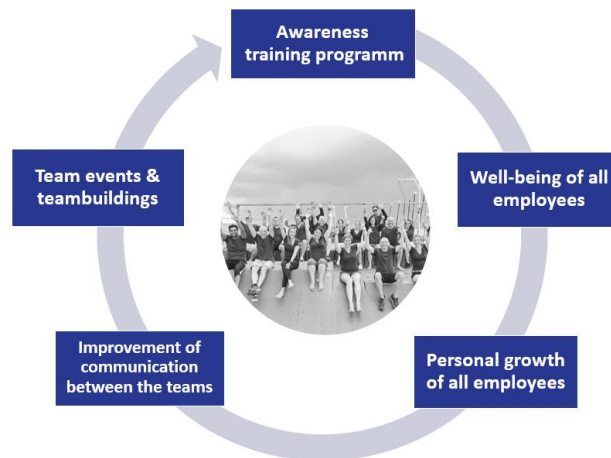 Awareness
training programm
Well-being of all
employees
Personal growth
of all employees
Improvement of
communication
between the teams
Team events &
teambuildings